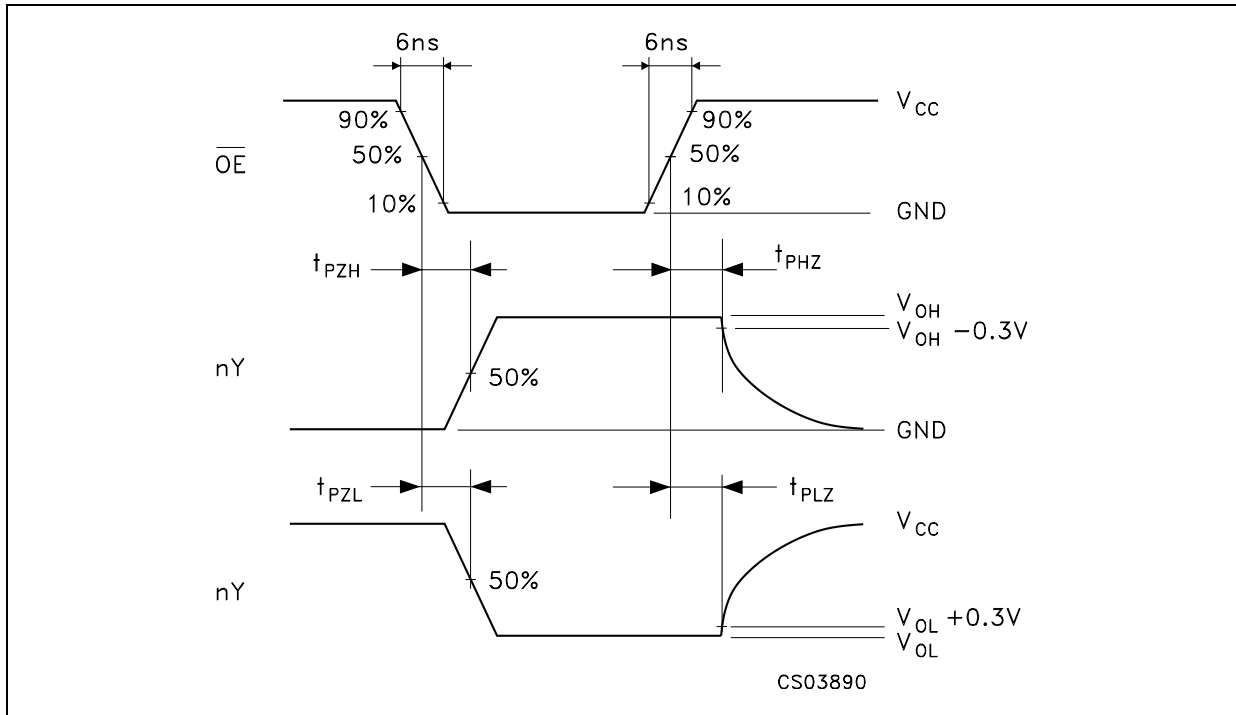 6ns 6ns
V_CC
90% 90%
50% 50%
O̅E̅
10% 10%
GND
t_PZH t_PHZ
V_OH
V_OH −0.3V
nY
50%
GND
t_PZL t_PLZ
V_CC
50%
nY
V_OL +0.3V
V_OL
CS03890